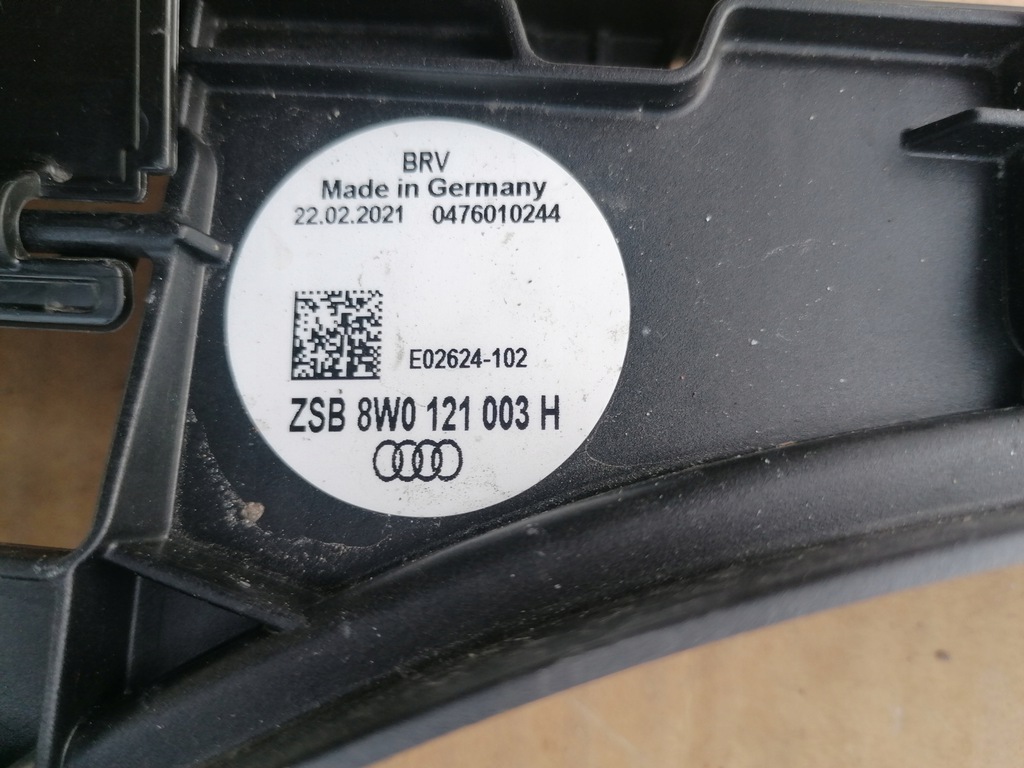 BRV
Made in Germany
22.02.2021 0476010244
E02624-102
ZSB 8W0 121 003 H